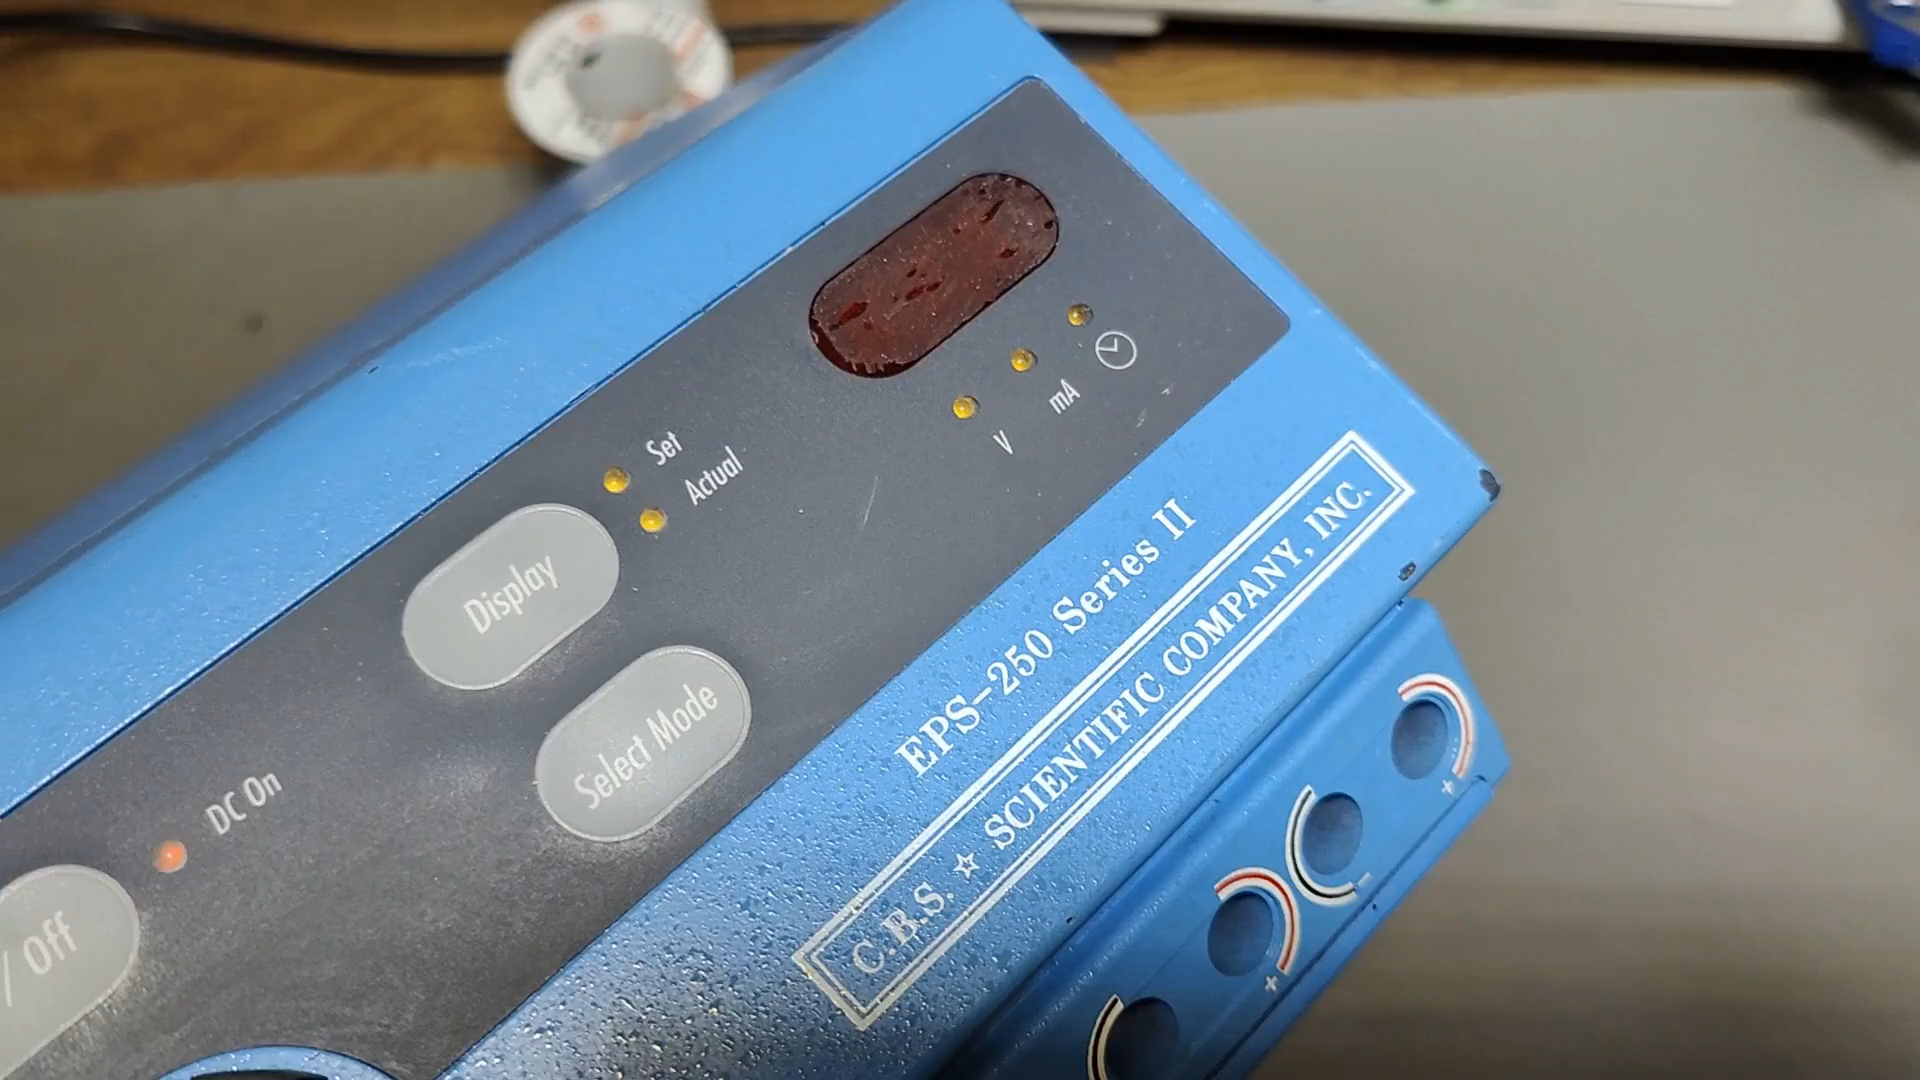 Set
Actual
V
mA
Display
Select Mode
DC On
/ Off
EPS-250 Series II
C.B.S. ☆ SCIENTIFIC COMPANY, INC.
+
-
+